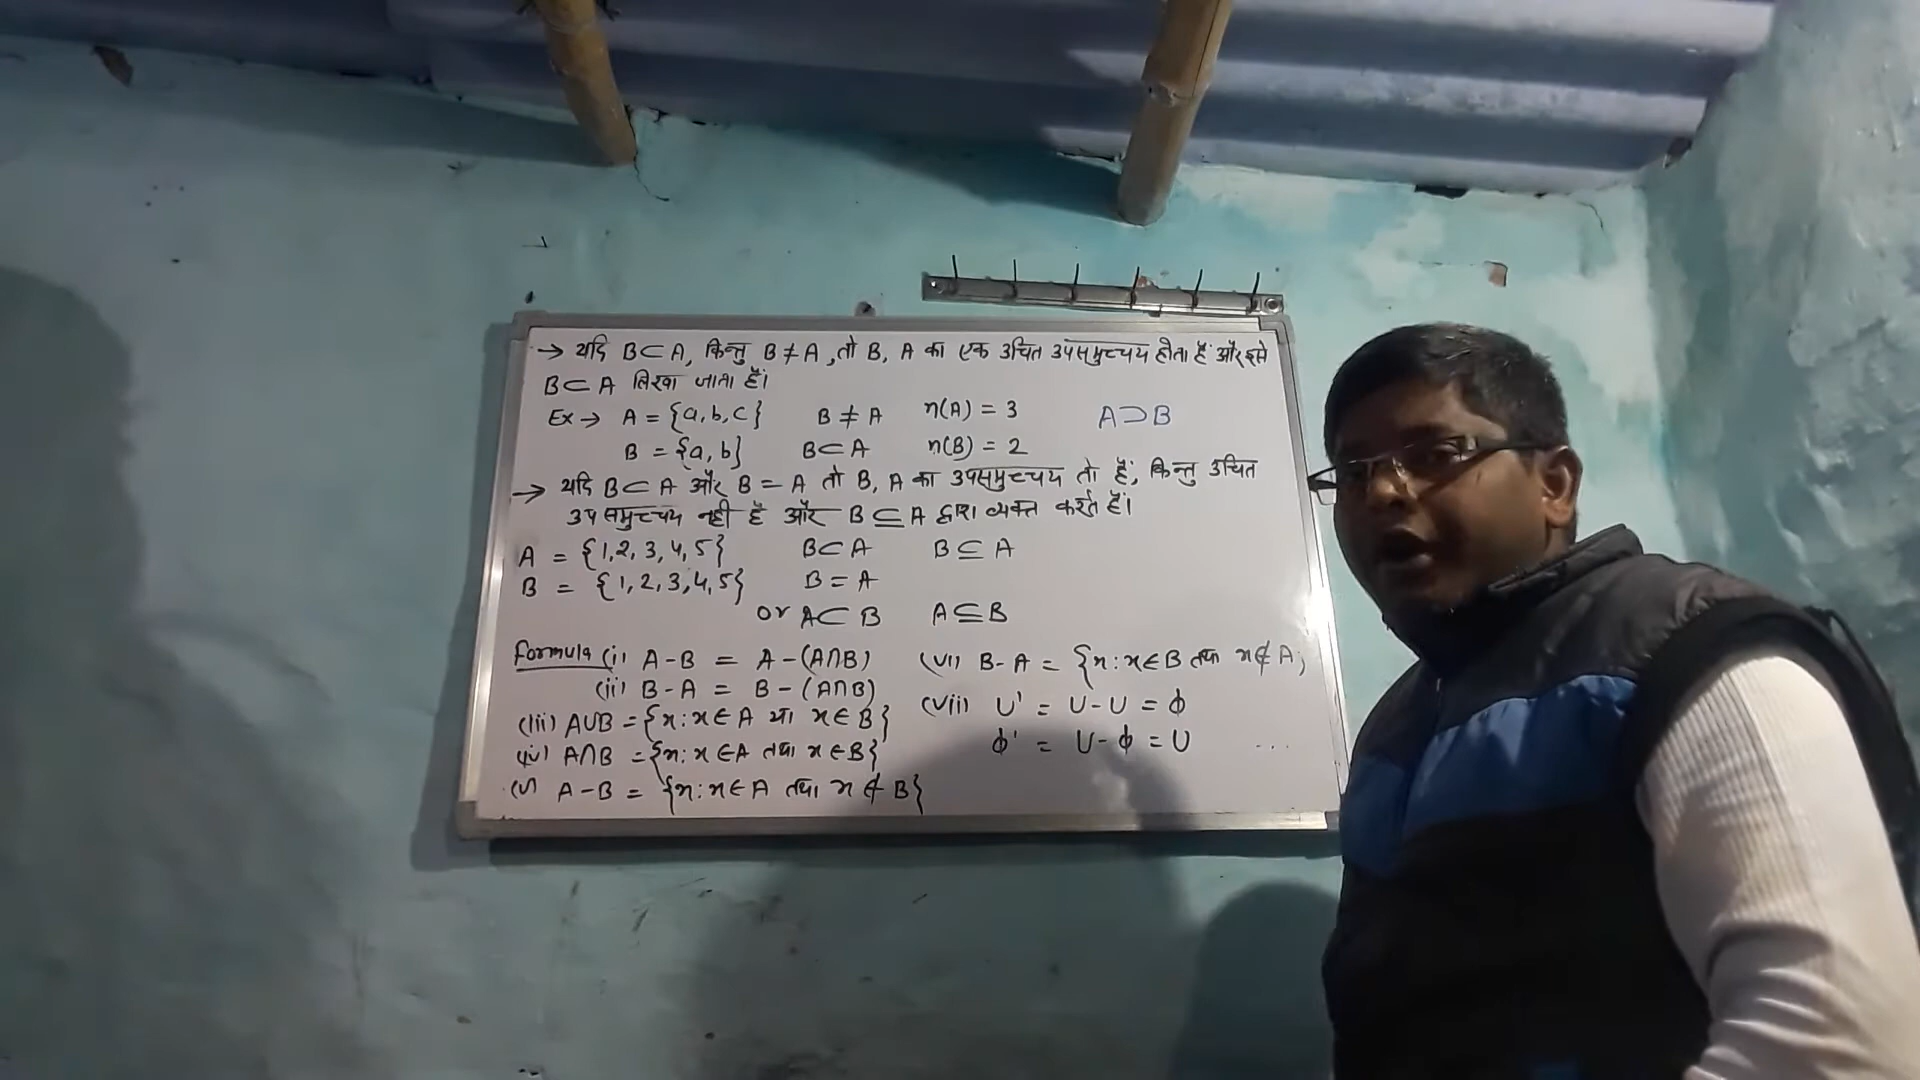 → यदि B⊂A, किन्तु B≠A, तो B, A का एक उचित उपसमुच्चय होता है और इसे
B⊂A लिखा जाता है।
Ex→ A = {a,b,c} B≠A n(A) = 3 A⊃B
B = {a,b} B⊂A n(B) = 2
→ यदि B⊂A और B=A तो B, A का उपसमुच्चय तो है, किन्तु उचित
उपसमुच्चय नही है और B⊆A द्वारा व्यक्त करते है।
A = {1,2,3,4,5} B⊂A B⊆A
B = {1,2,3,4,5} B=A
or A⊂B A⊆B
Formula (i) A-B = A-(A∩B)
(ii) B-A = B-(A∩B)
(iii) A∪B = {x:x∈A या x∈B}
(iv) A∩B = {x:x∈A तथा x∈B}
(v) A-B = {x:x∈A तथा x∉B}
(vi) B-A = {x:x∈B तथा x∉A}
(vii) U' = U-U = ϕ
ϕ' = U-ϕ = U ...